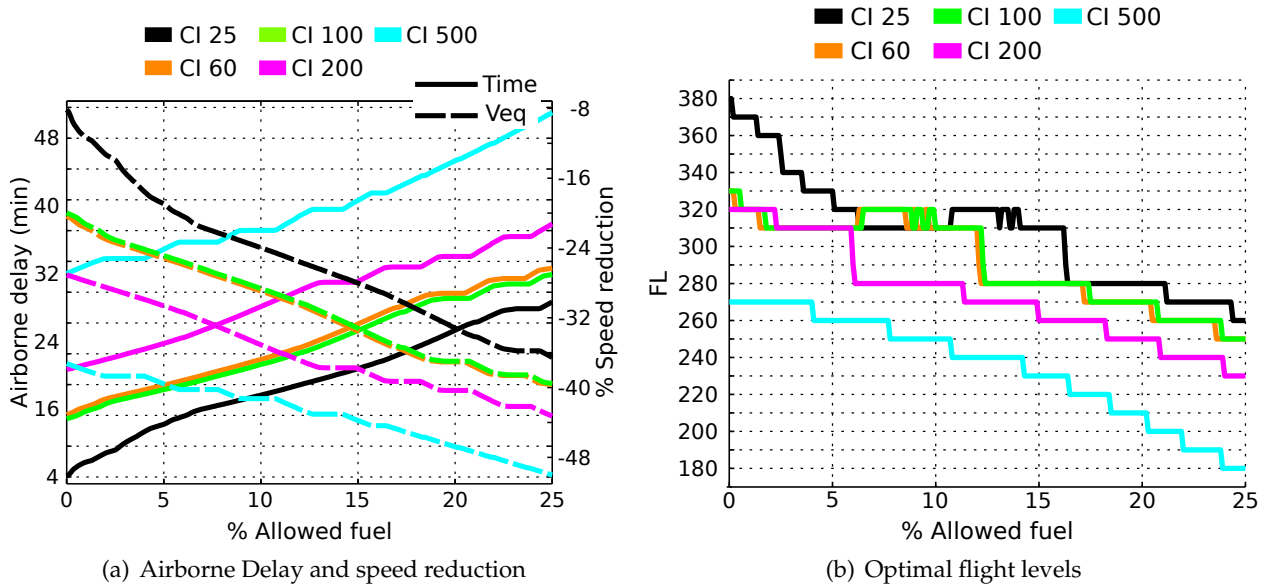 CI 25 CI 100 CI 500
CI 60 CI 200
Time
Veq
48
40
32
24
16
4
Airborne delay (min)
-8
-16
-24
-32
-40
-48
% Speed reduction
0 5 10 15 20 25
% Allowed fuel
(a) Airborne Delay and speed reduction
CI 25 CI 100 CI 500
CI 60 CI 200
380
360
340
320
310
280
260
240
200
180
FL
0 5 10 15 20 25
% Allowed fuel
(b) Optimal flight levels